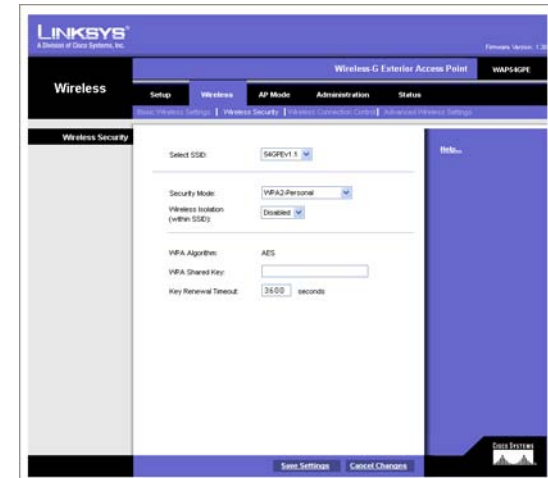 LINKSYS®
A Division of Cisco Systems, Inc.
Firmware Version: 1.38
Wireless-G Exterior Access Point
WAP54GPE
Wireless
Setup
Wireless
AP Mode
Administration
Status
Basic Wireless Settings | Wireless Security | Wireless Connection Control | Advanced Wireless Settings
Wireless Security
Help...
Select SSID:
Security Mode:
WPA2-Personal
Wireless Isolation
(within SSID):
Disabled
WPA Algorithm:
AES
WPA Shared Key:
Key Renewal Timeout:
3600
seconds
CISCO SYSTEMS
Save Settings
Cancel Changes